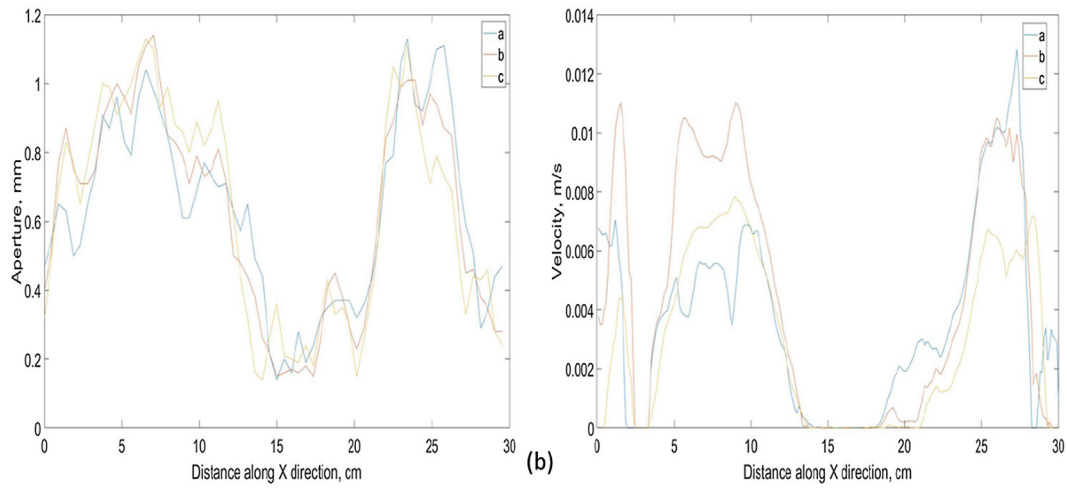 1.2
1
0.8
0.6
0.4
0.2
0
Aperture. mm
0 5 10 15 20 25 30
Distance along X direction, cm
a
b
c
(b)
0.014
0.012
0.01
0.008
0.006
0.004
0.002
0
Velocity, m/s
0 5 10 15 20 25 30
Distance along X direction, cm
a
b
c